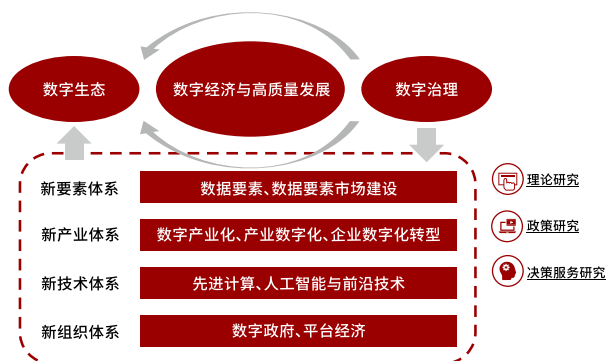 数字生态
数字经济与高质量发展
数字治理
新要素体系
数据要素、数据要素市场建设
新产业体系
数字产业化、产业数字化、企业数字化转型
新技术体系
先进计算、人工智能与前沿技术
新组织体系
数字政府、平台经济
理论研究
政策研究
决策服务研究